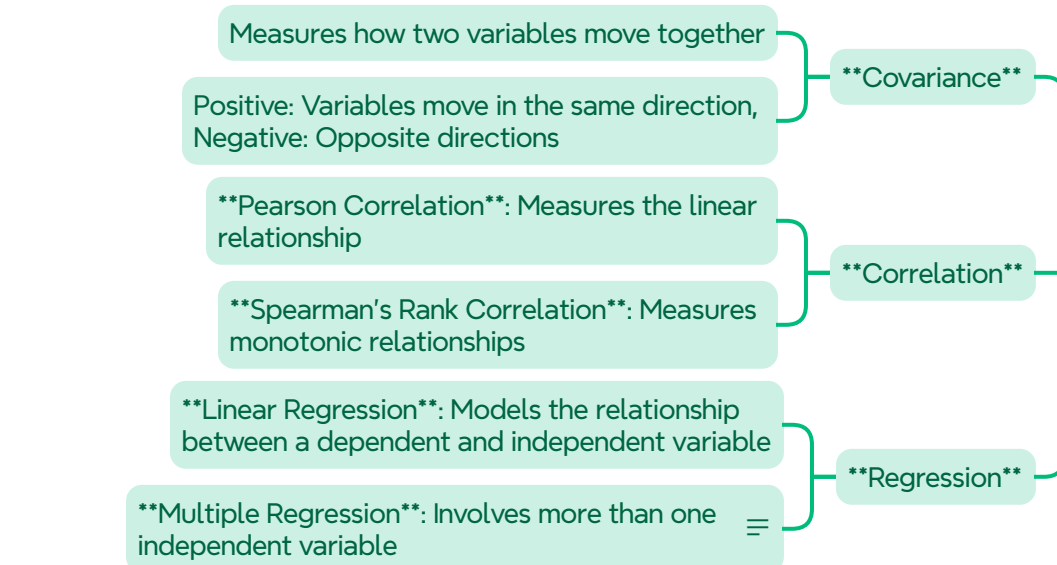 Measures how two variables move together
**Covariance**
Positive: Variables move in the same direction,
Negative: Opposite directions
**Pearson Correlation**: Measures the linear
relationship
**Correlation**
**Spearman's Rank Correlation**: Measures
monotonic relationships
**Linear Regression**: Models the relationship
between a dependent and independent variable
**Regression**
**Multiple Regression**: Involves more than one
independent variable